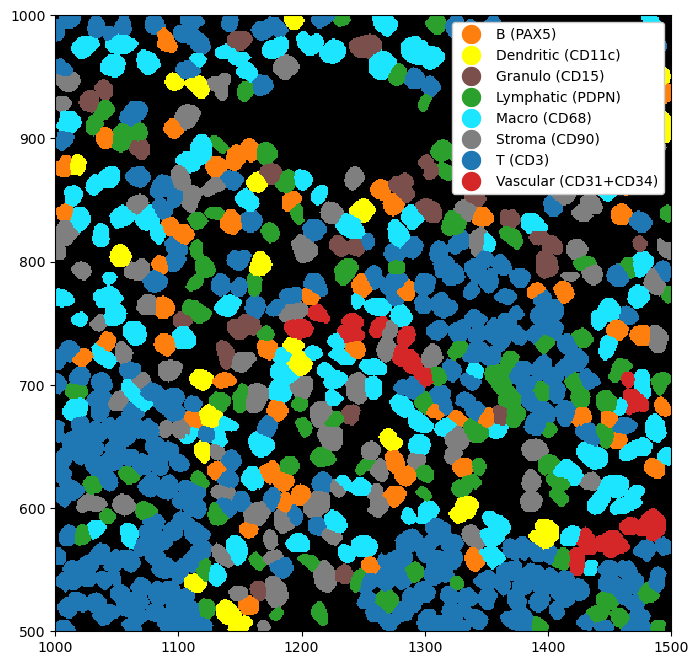 1000
900
800
700
600
500
1000
1100
1200
1300
1400
1500
B (PAX5)
Dendritic (CD11c)
Granulo (CD15)
Lymphatic (PDPN)
Macro (CD68)
Stroma (CD90)
T (CD3)
Vascular (CD31+CD34)